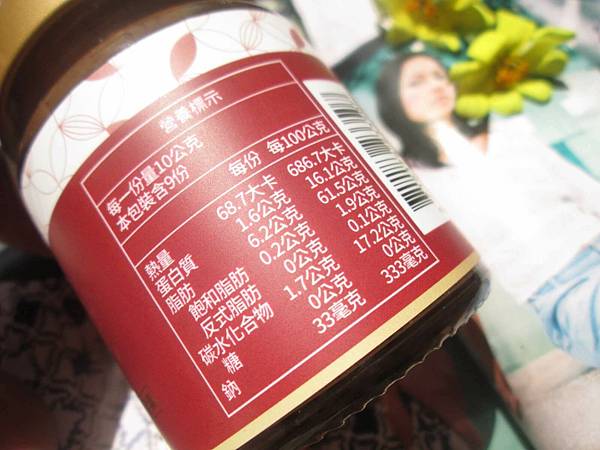 營養標示
每一份量10公克
本包裝含9份
每份 每100公克
熱量 68.7大卡 686.7大卡
蛋白質 1.6公克 16.1公克
脂肪 6.2公克 61.5公克
飽和脂肪 0.2公克 1.9公克
反式脂肪 0公克 0.1公克
碳水化合物 1.7公克 17.2公克
糖 0公克 0公克
鈉 33毫克 333毫克